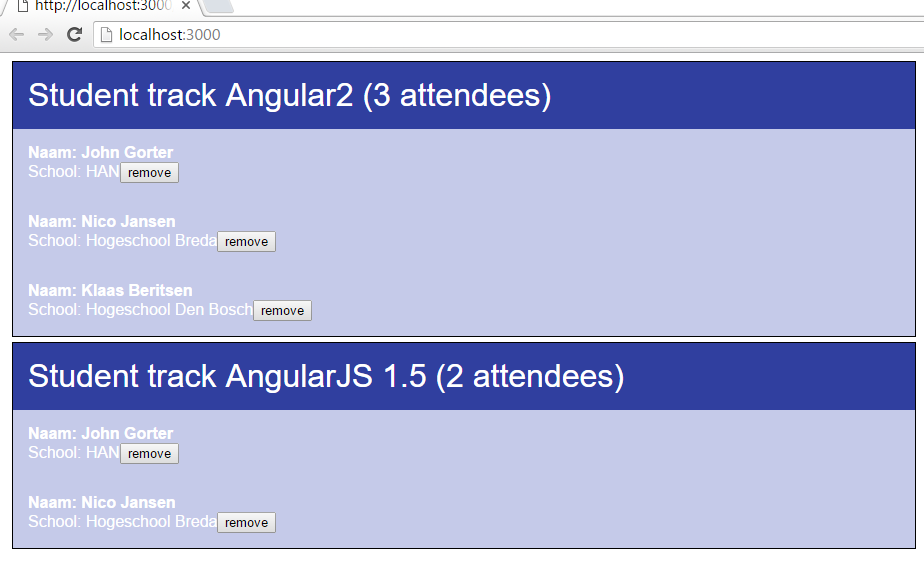 http://localhost:3000
localhost:3000
Student track Angular2 (3 attendees)
Naam: John Gorter
School: HAN remove
Naam: Nico Jansen
School: Hogeschool Breda remove
Naam: Klaas Beritsen
School: Hogeschool Den Bosch remove
Student track AngularJS 1.5 (2 attendees)
Naam: John Gorter
School: HAN remove
Naam: Nico Jansen
School: Hogeschool Breda remove